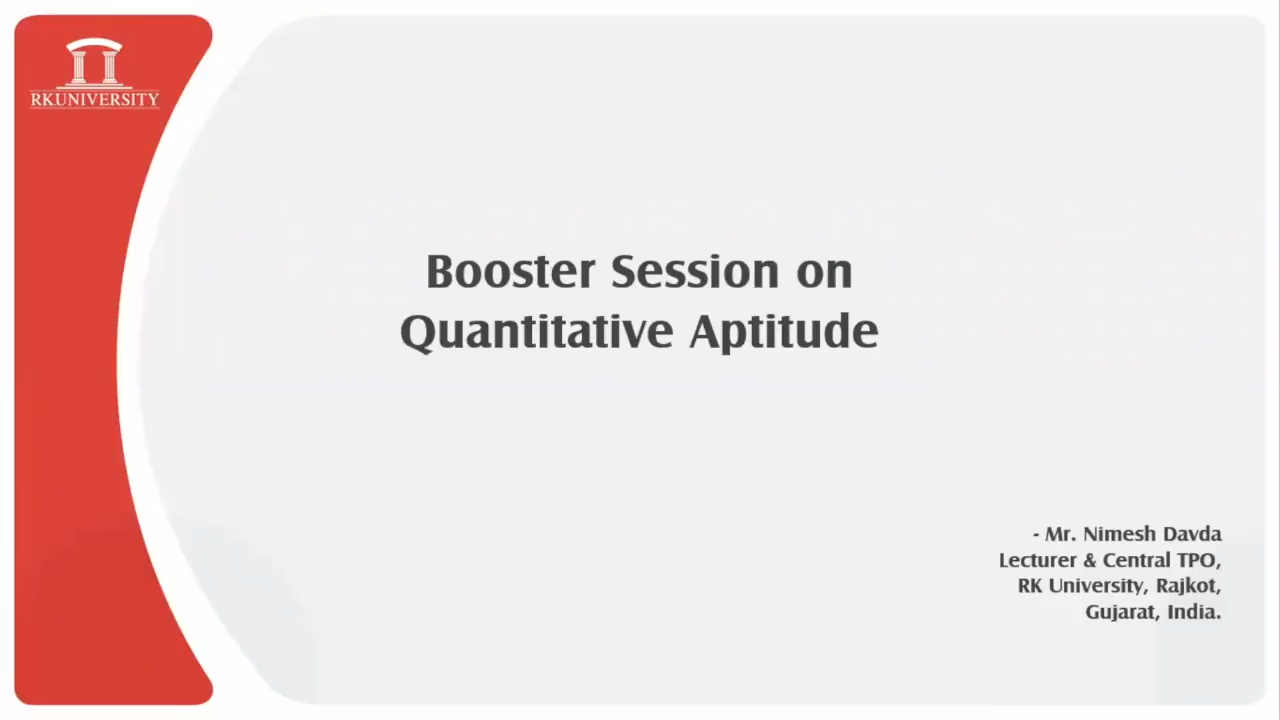 RKUNIVERSITY
Booster Session on
Quantitative Aptitude
- Mr. Nimesh Davda
Lecturer & Central TPO,
RK University, Rajkot,
Gujarat, India.